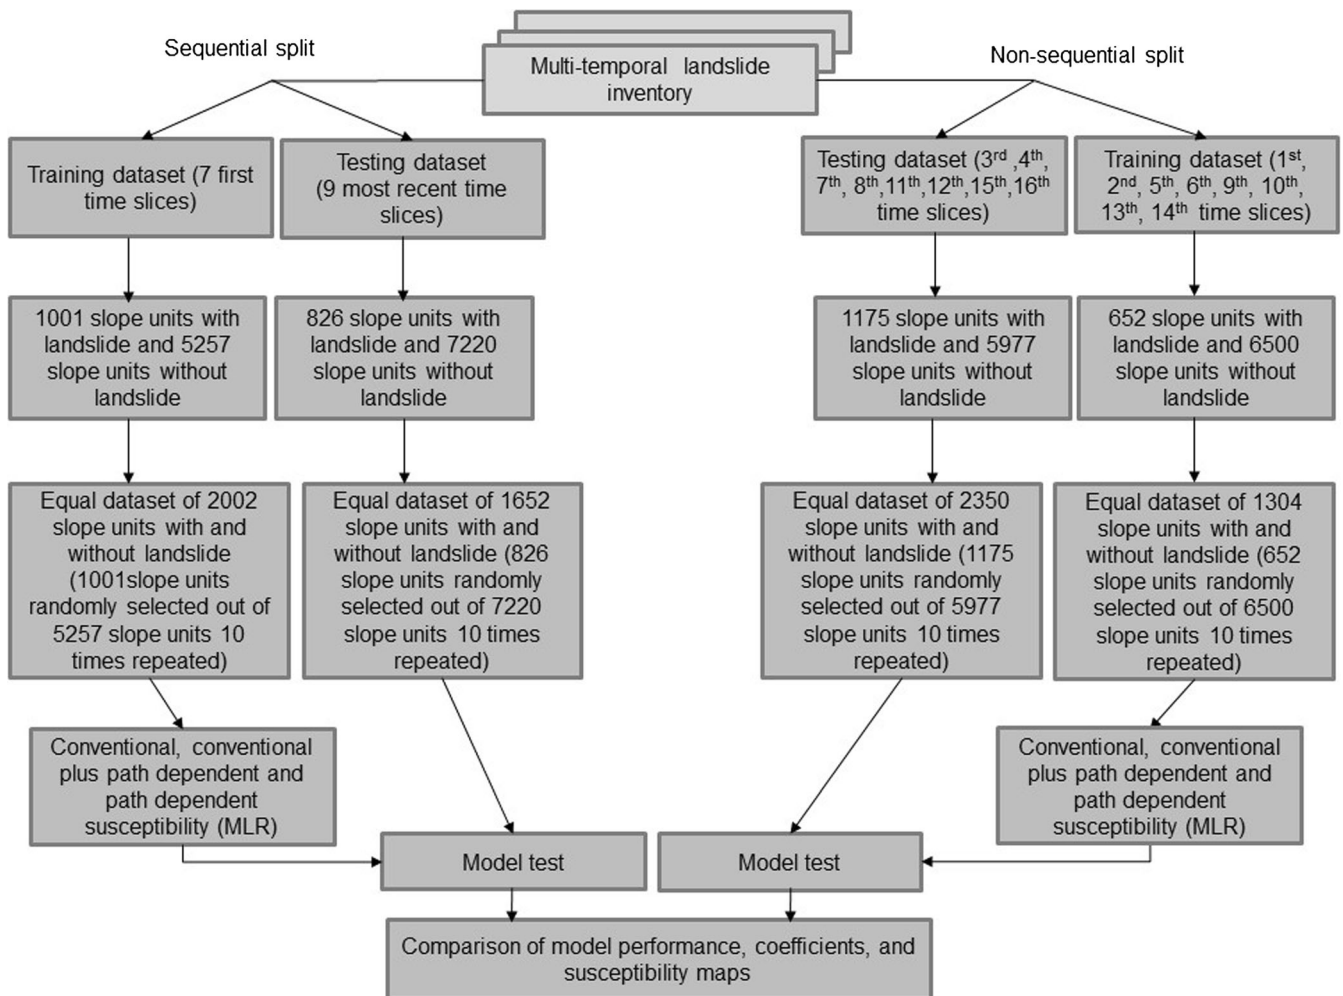 Sequential split
Multi-temporal landslide
inventory
Non-sequential split
Training dataset (7 first
time slices)
Testing dataset
(9 most recent time
slices)
Testing dataset (3rd ,4th,
7th, 8th,11th,12th,15th,16th
time slices)
Training dataset (1st,
2nd, 5th, 6th, 9th, 10th,
13th, 14th time slices)
1001 slope units with
landslide and 5257
slope units without
landslide
826 slope units with
landslide and 7220
slope units without
landslide
1175 slope units with
landslide and 5977
slope units without
landslide
652 slope units with
landslide and 6500
slope units without
landslide
Equal dataset of 2002
slope units with and
without landslide
(1001slope units
randomly selected out of
5257 slope units 10
times repeated)
Equal dataset of 1652
slope units with and
without landslide (826
slope units randomly
selected out of 7220
slope units 10 times
repeated)
Equal dataset of 2350
slope units with and
without landslide (1175
slope units randomly
selected out of 5977
slope units 10 times
repeated)
Equal dataset of 1304
slope units with and
without landslide (652
slope units randomly
selected out of 6500
slope units 10 times
repeated)
Conventional, conventional
plus path dependent and
path dependent
susceptibility (MLR)
Conventional, conventional
plus path dependent and
path dependent
susceptibility (MLR)
Model test
Model test
Comparison of model performance, coefficients, and
susceptibility maps